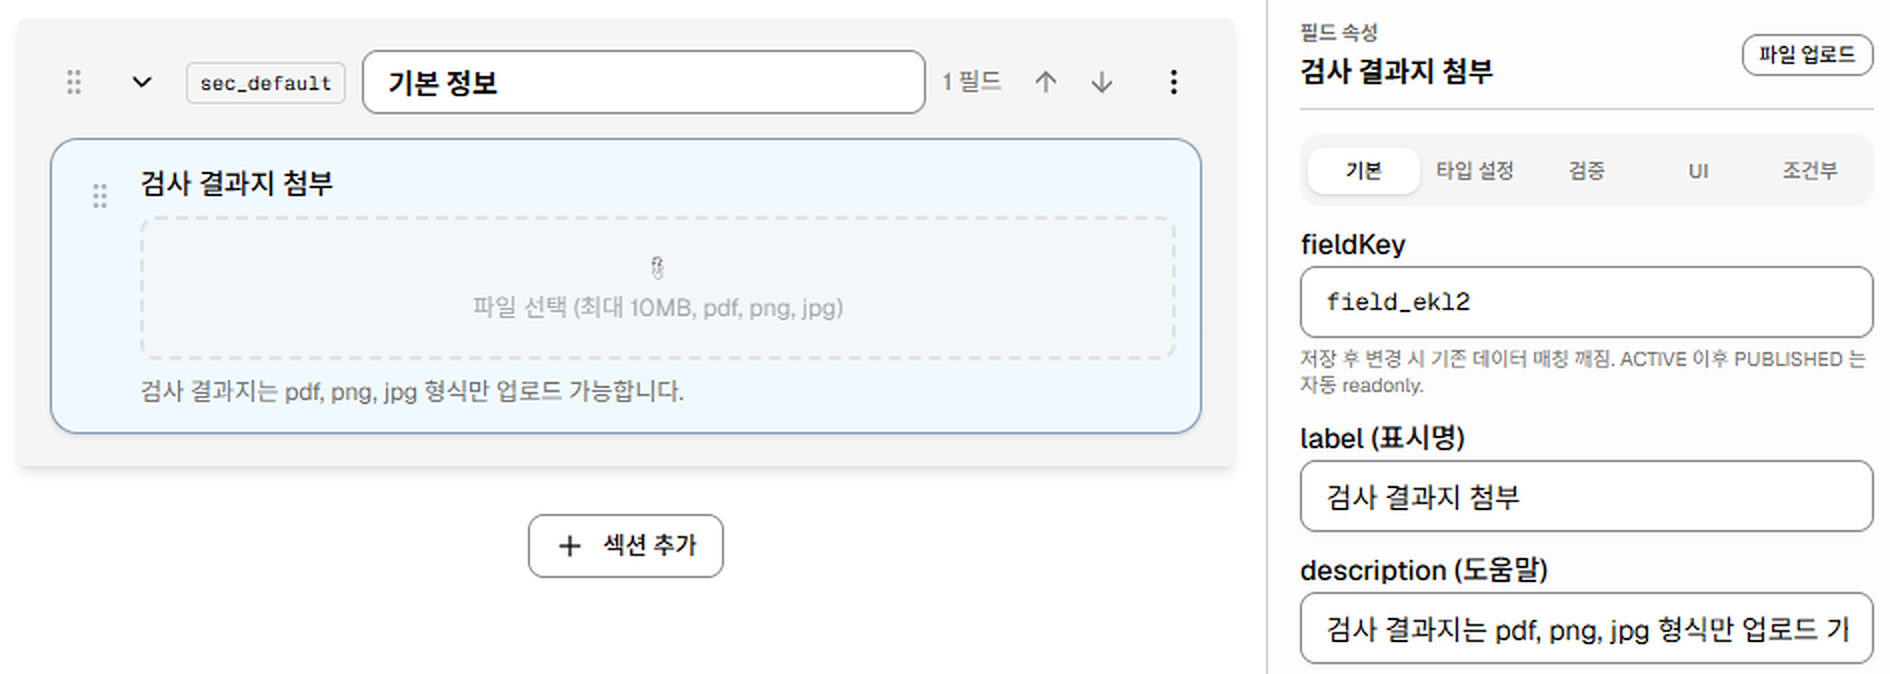 sec_default
기본 정보
1 필드
검사 결과지 첨부
파일 선택 (최대 10MB, pdf, png, jpg)
검사 결과지는 pdf, png, jpg 형식만 업로드 가능합니다.
섹션 추가
필드 속성
검사 결과지 첨부
파일 업로드
기본 타입 설정 검증 UI 조건부
fieldKey
field_ekl2
저장 후 변경 시 기존 데이터 매칭 깨짐. ACTIVE 이후 PUBLISHED 는
자동 readonly.
label (표시명)
검사 결과지 첨부
description (도움말)
검사 결과지는 pdf, png, jpg 형식만 업로드 가